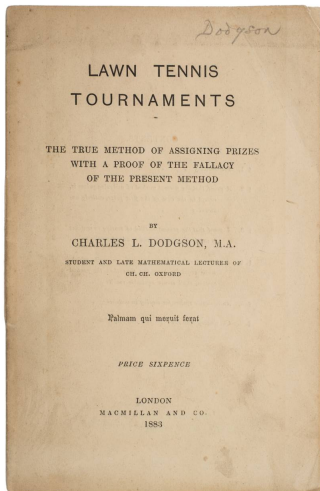 Dodgson
LAWN TENNIS
TOURNAMENTS
THE TRUE METHOD OF ASSIGNING PRIZES
WITH A PROOF OF THE FALLACY
OF THE PRESENT METHOD
BY
CHARLES L. DODGSON, M.A.
STUDENT AND LATE MATHEMATICAL LECTURER OF
CH. CH. OXFORD
Palmam qui meruit ferat
PRICE SIXPENCE
LONDON
MACMILLAN AND CO.
1883